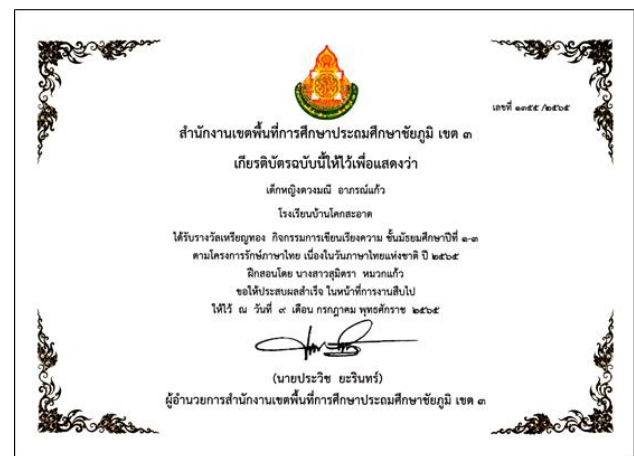 เลขที่ ๑๓๕๕ /๒๕๖๕
สำนักงานเขตพื้นที่การศึกษาประถมศึกษาชัยภูมิ เขต ๓
เกียรติบัตรฉบับนี้ให้ไว้เพื่อแสดงว่า
เด็กหญิงดวงมณี อาภรณ์แก้ว
โรงเรียนบ้านโคกสะอาด
ได้รับรางวัลเหรียญทอง กิจกรรมการเขียนเรียงความ ชั้นมัธยมศึกษาปีที่ ๑-๓
ตามโครงการรักษ์ภาษาไทย เนื่องในวันภาษาไทยแห่งชาติ ปี ๒๕๖๕
ฝึกสอนโดย นางสาวสุมิตรา หมวกแก้ว
ขอให้ประสบผลสำเร็จ ในหน้าที่การงานสืบไป
ให้ไว้ ณ วันที่ ๙ เดือน กรกฎาคม พุทธศักราช ๒๕๖๕
(นายประวิช ยะรินทร์)
ผู้อำนวยการสำนักงานเขตพื้นที่การศึกษาประถมศึกษาชัยภูมิ เขต ๓